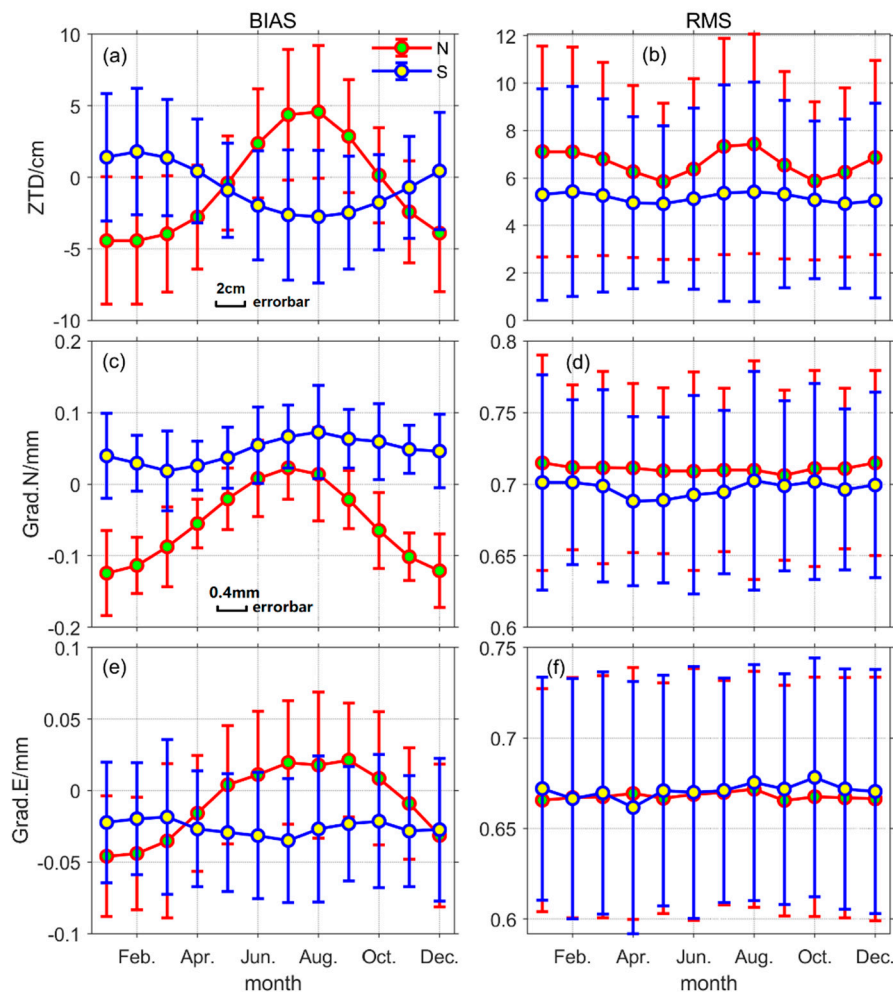 BIAS
RMS
(a)
N
S
(b)
ZTD/cm
10
5
0
-5
-10
2cm
errorbar
12
10
8
6
4
2
0
(c)
(d)
Grad.N/mm
0.2
0.1
0
-0.1
-0.2
0.4mm
errorbar
0.8
0.75
0.7
0.65
0.6
(e)
(f)
Grad.E/mm
0.1
0.05
0
-0.05
-0.1
0.75
0.7
0.65
0.6
Feb. Apr. Jun. Aug. Oct. Dec.
Feb. Apr. Jun. Aug. Oct. Dec.
month
month